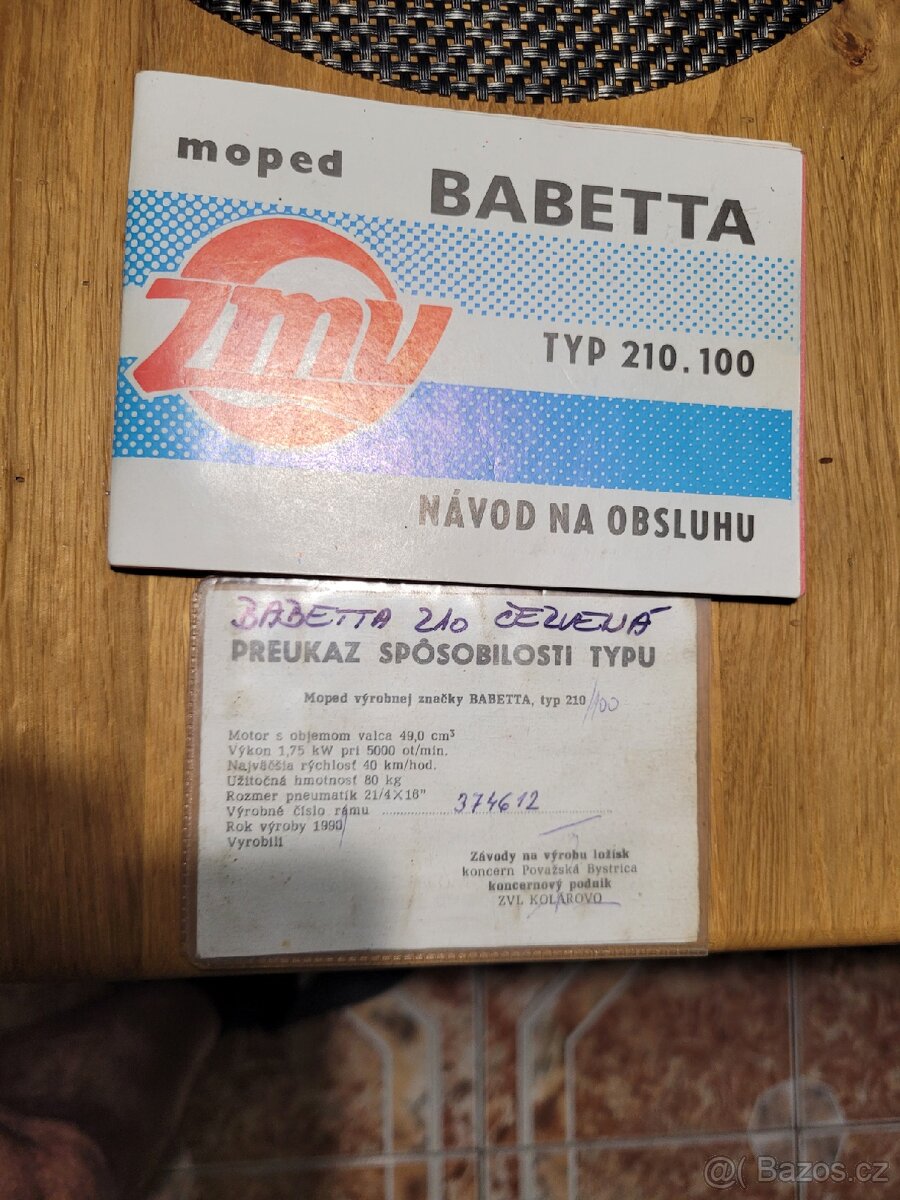 moped
BABETTA
zmv
TYP 210.100
NÁVOD NA OBSLUHU
BABETTA 210 ČERVENÁ
PREUKAZ SPÔSOBILOSTI TYPU
Moped výrobnej značky BABETTA, typ 210/100
Motor s objemom valca 49,0 cm³
Výkon 1,75 kW pri 5000 ot/min.
Najväčšia rýchlosť 40 km/hod.
Užitočná hmotnosť 80 kg
Rozmer pneumatík 21/4×16"
Výrobné číslo rámu 374612
Rok výroby 199
Vyrobili
Závody na výrobu ložísk
koncern Považská Bystrica
koncernový podnik
ZVL KOLÁROVO
@( Bazos.cz